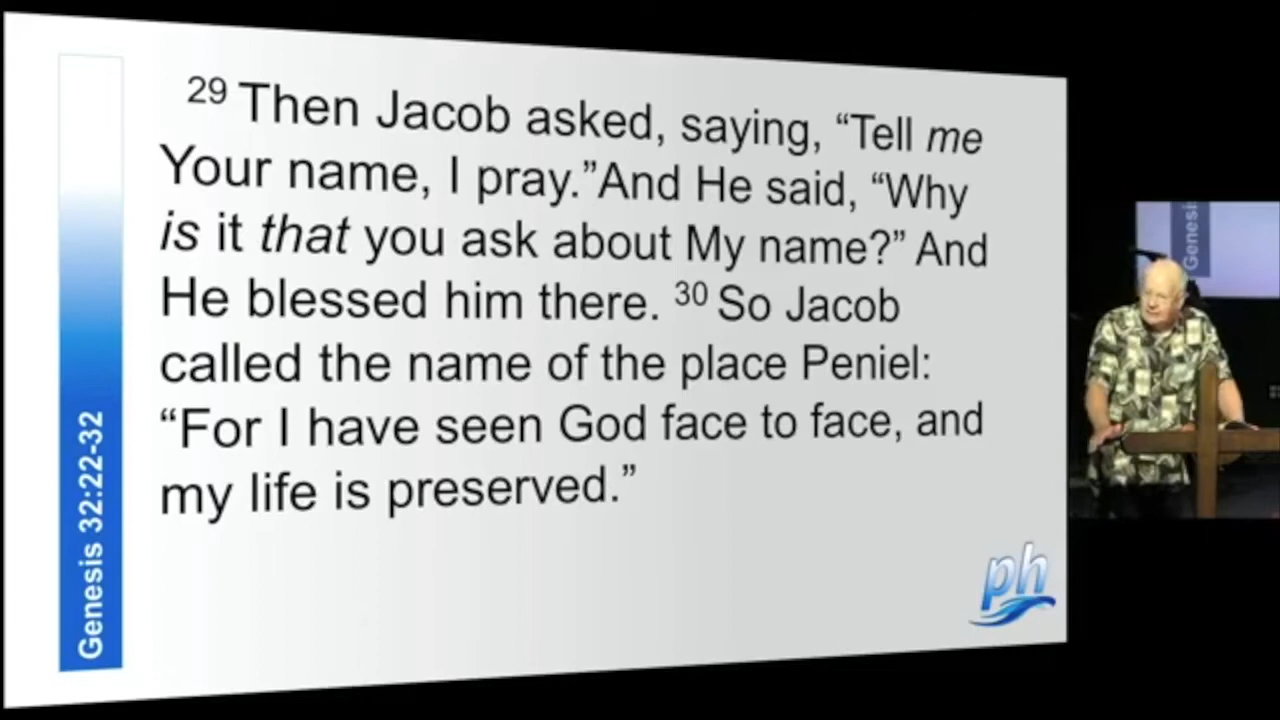 29 Then Jacob asked, saying, “Tell me
Your name, I pray.”And He said, “Why
is it that you ask about My name?” And
He blessed him there. 30 So Jacob
called the name of the place Peniel:
“For I have seen God face to face, and
my life is preserved.”
Genesis 32:22-32
ph
Genesis